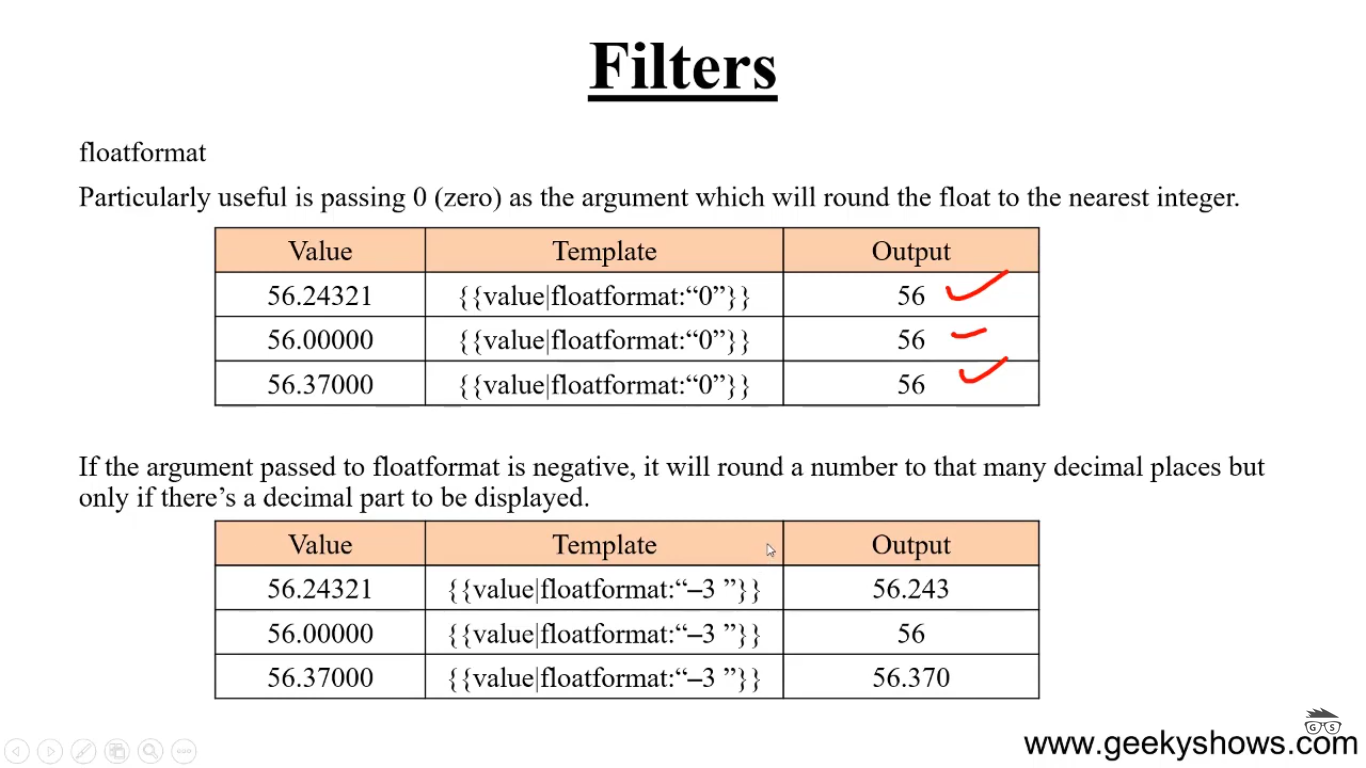 Filters
floatformat
Particularly useful is passing 0 (zero) as the argument which will round the float to the nearest integer.
Value Template Output
56.24321 {{value|floatformat:“0”}} 56
56.00000 {{value|floatformat:“0”}} 56
56.37000 {{value|floatformat:“0”}} 56
If the argument passed to floatformat is negative, it will round a number to that many decimal places but
only if there’s a decimal part to be displayed.
Value Template Output
56.24321 {{value|floatformat:“–3 ”}} 56.243
56.00000 {{value|floatformat:“–3 ”}} 56
56.37000 {{value|floatformat:“–3 ”}} 56.370
G S
www.geekyshows.com